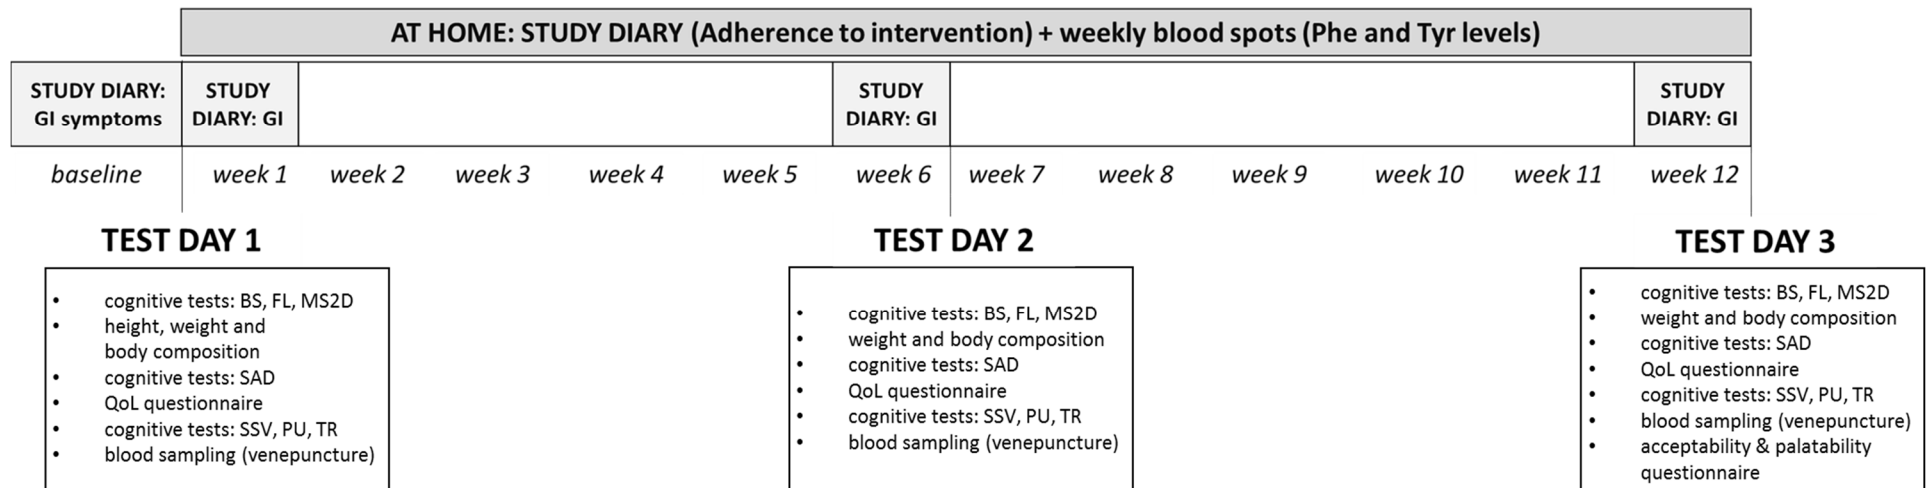 AT HOME: STUDY DIARY (Adherence to intervention) + weekly blood spots (Phe and Tyr levels)
STUDY DIARY:
GI symptoms
STUDY
DIARY: GI
STUDY
DIARY: GI
STUDY
DIARY: GI
baseline
week 1
week 2
week 3
week 4
week 5
week 6
week 7
week 8
week 9
week 10
week 11
week 12
TEST DAY 1
• cognitive tests: BS, FL, MS2D
• height, weight and
body composition
• cognitive tests: SAD
• QoL questionnaire
• cognitive tests: SSV, PU, TR
• blood sampling (venepuncture)
TEST DAY 2
• cognitive tests: BS, FL, MS2D
• weight and body composition
• cognitive tests: SAD
• QoL questionnaire
• cognitive tests: SSV, PU, TR
• blood sampling (venepuncture)
TEST DAY 3
• cognitive tests: BS, FL, MS2D
• weight and body composition
• cognitive tests: SAD
• QoL questionnaire
• cognitive tests: SSV, PU, TR
• blood sampling (venepuncture)
• acceptability & palatability
questionnaire